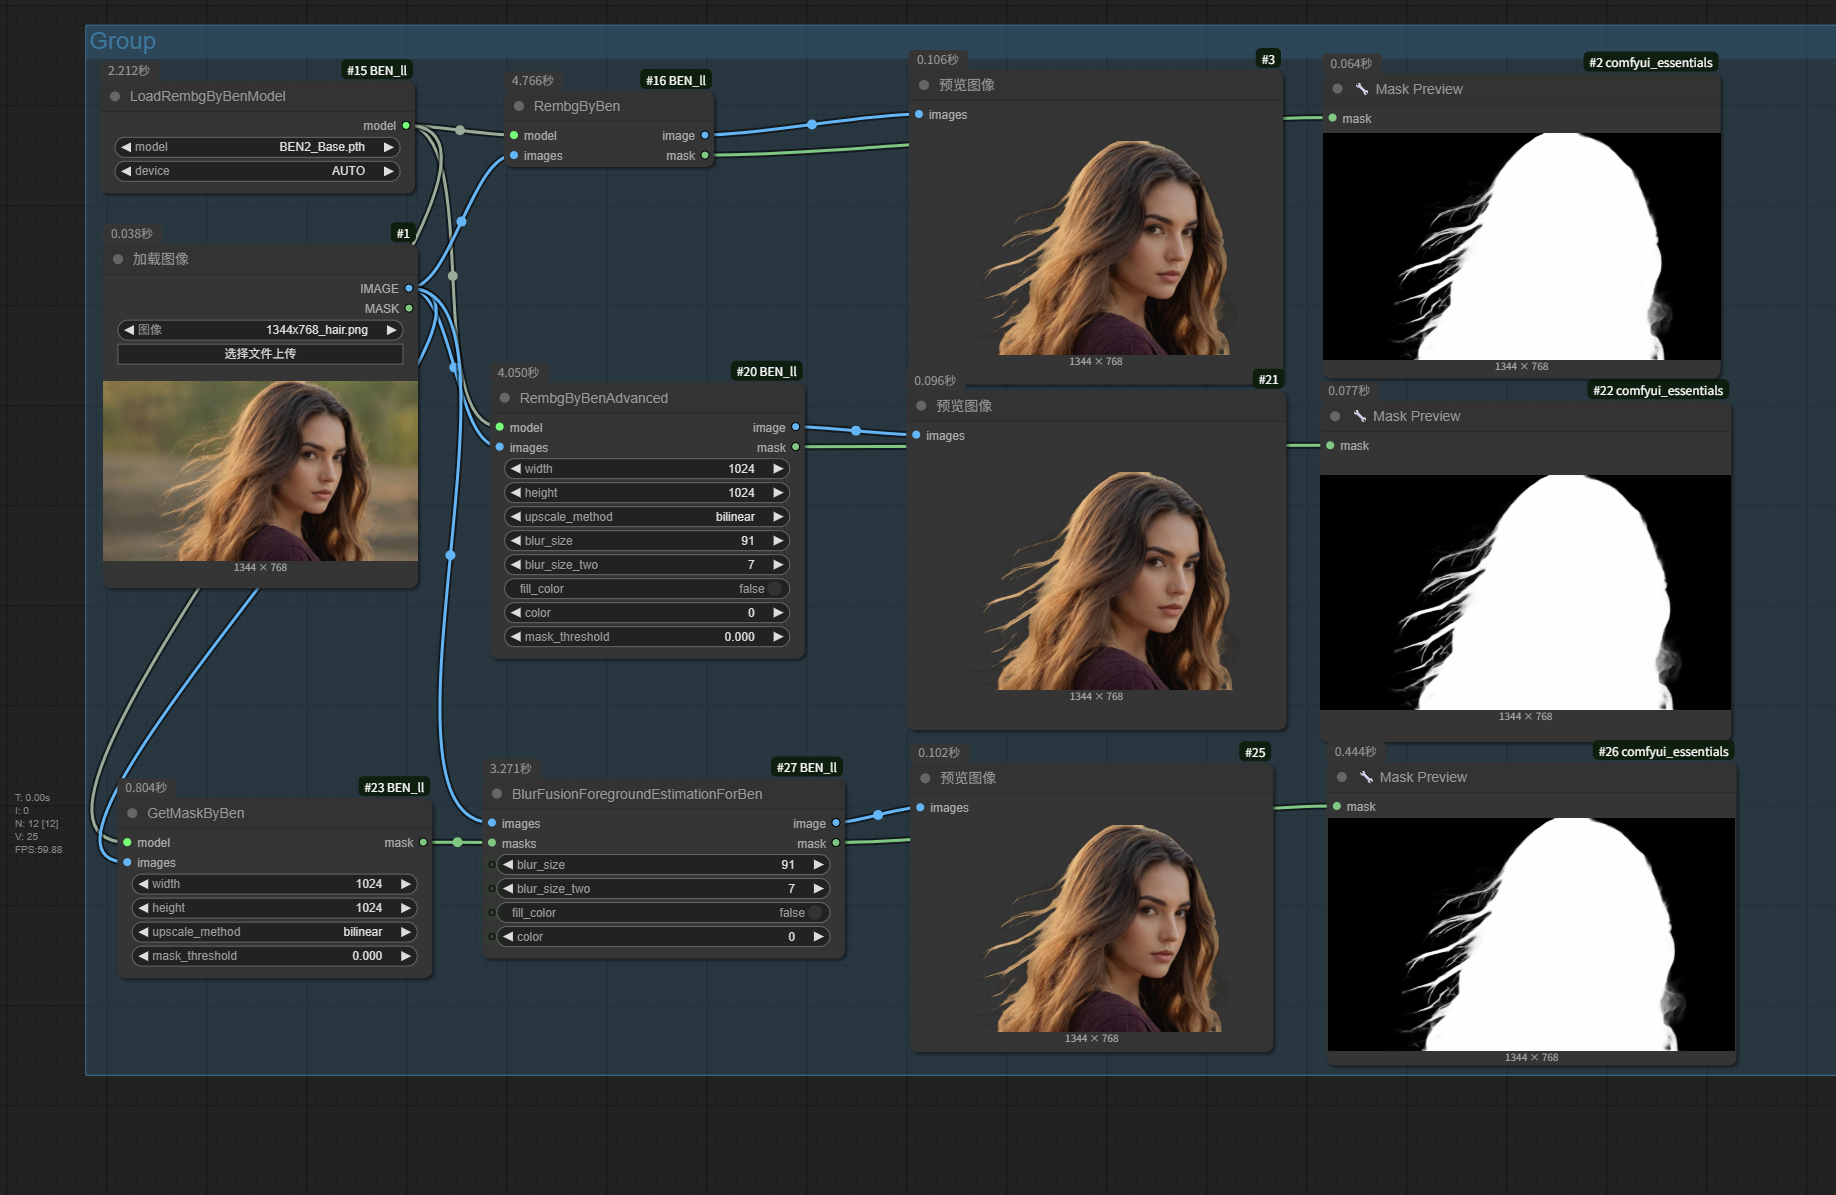 Group
2.212秒
#15 BEN_ll
LoadRembgByBenModel
model
model BEN2_Base.pth
device AUTO
0.038秒
#1
加载图像
IMAGE
MASK
图像 1344x768_hair.png
选择文件上传
1344 × 768
4.766秒
#16 BEN_ll
RembgByBen
model image
images mask
0.106秒
#3
预览图像
images
1344 × 768
0.064秒
#2 comfyui_essentials
Mask Preview
mask
1344 × 768
4.050秒
#20 BEN_ll
RembgByBenAdvanced
model image
images mask
width 1024
height 1024
upscale_method bilinear
blur_size 91
blur_size_two 7
fill_color false
color 0
mask_threshold 0.000
0.096秒
#21
预览图像
images
1344 × 768
0.077秒
#22 comfyui_essentials
Mask Preview
mask
1344 × 768
T: 0.00s
I: 0
N: 12 [12]
V: 25
FPS:59.88
0.804秒
#23 BEN_ll
GetMaskByBen
model mask
images
width 1024
height 1024
upscale_method bilinear
mask_threshold 0.000
3.271秒
#27 BEN_ll
BlurFusionForegroundEstimationForBen
images image
masks mask
blur_size 91
blur_size_two 7
fill_color false
color 0
0.102秒
#25
预览图像
images
1344 × 768
0.444秒
#26 comfyui_essentials
Mask Preview
mask
1344 × 768